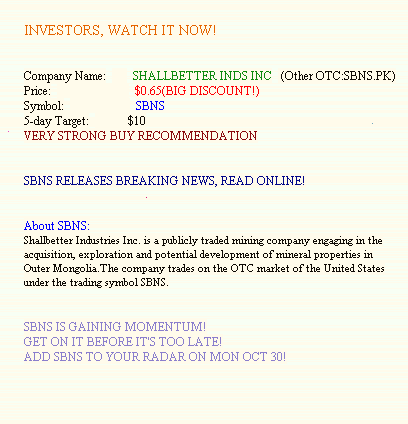 INVESTORS, WATCH IT NOW!
Company Name: SHALLBETTER INDS INC (Other OTC:SBNS.PK)
Price: $0.65(BIG DISCOUNT!)
Symbol: SBNS
5-day Target: $10
VERY STRONG BUY RECOMMENDATION
SBNS RELEASES BREAKING NEWS, READ ONLINE!
About SBNS:
Shallbetter Industries Inc. is a publicly traded mining company engaging in the
acquisition, exploration and potential development of mineral properties in
Outer Mongolia.The company trades on the OTC market of the United States
under the trading symbol SBNS.
SBNS IS GAINING MOMENTUM!
GET ON IT BEFORE IT'S TOO LATE!
ADD SBNS TO YOUR RADAR ON MON OCT 30!